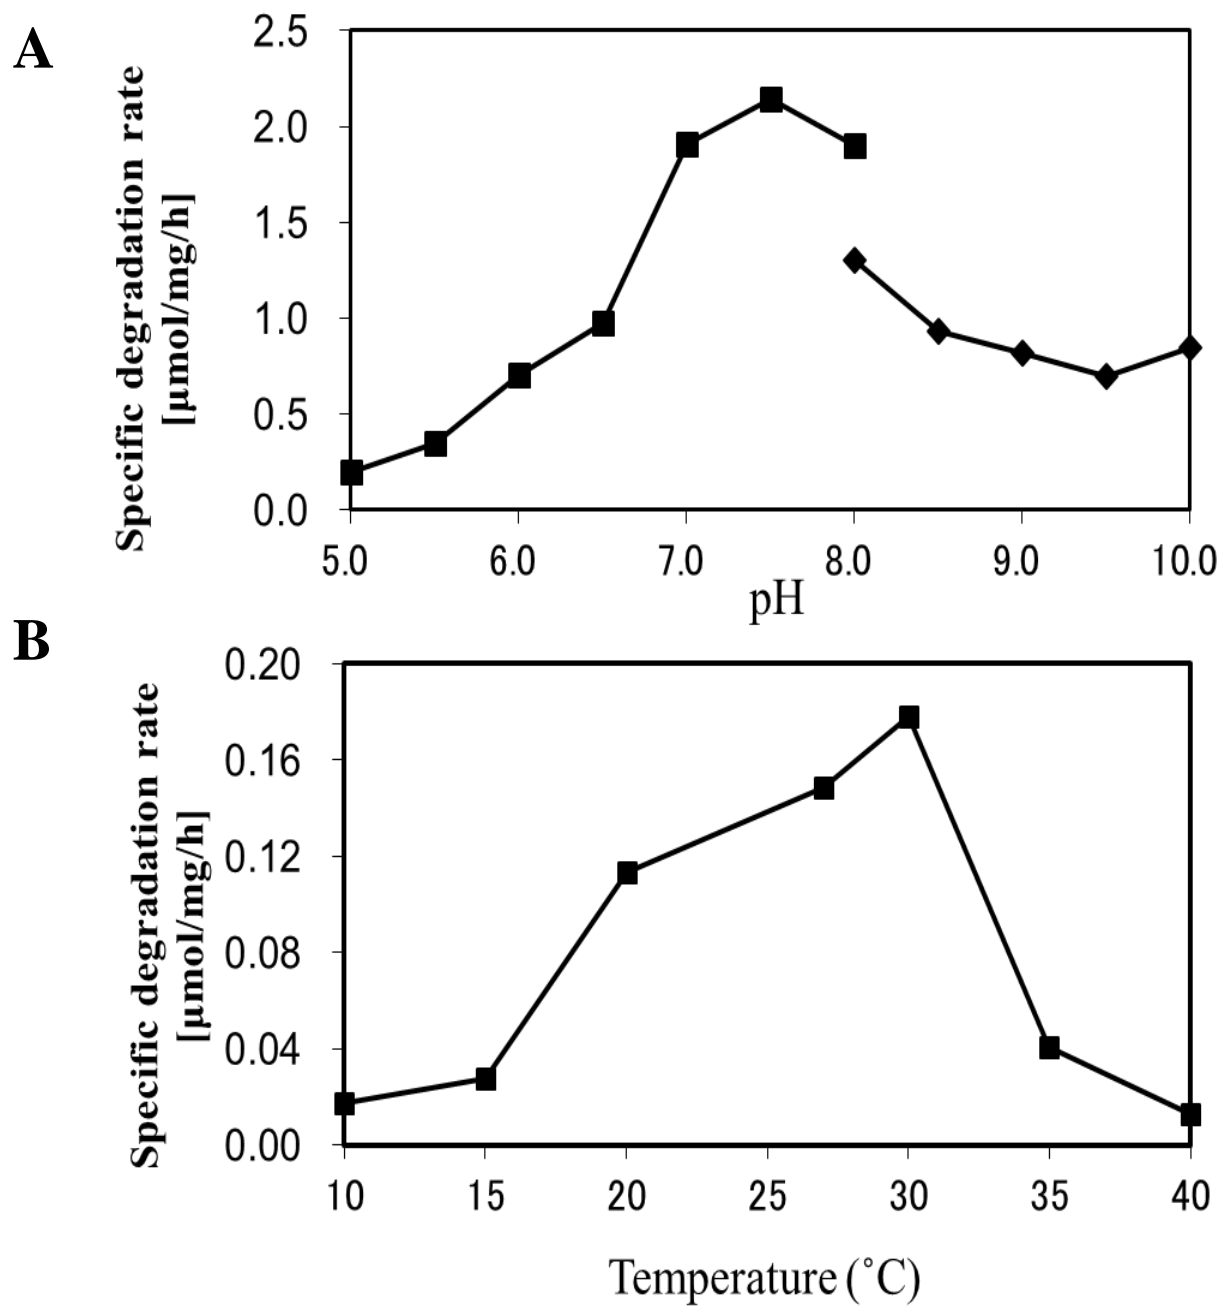 A
Specific degradation rate
[μmol/mg/h]
2.5
2.0
1.5
1.0
0.5
0.0
5.0 6.0 7.0 8.0 9.0 10.0
pH
B
Specific degradation rate
[μmol/mg/h]
0.20
0.16
0.12
0.08
0.04
0.00
10 15 20 25 30 35 40
Temperature (˚C)